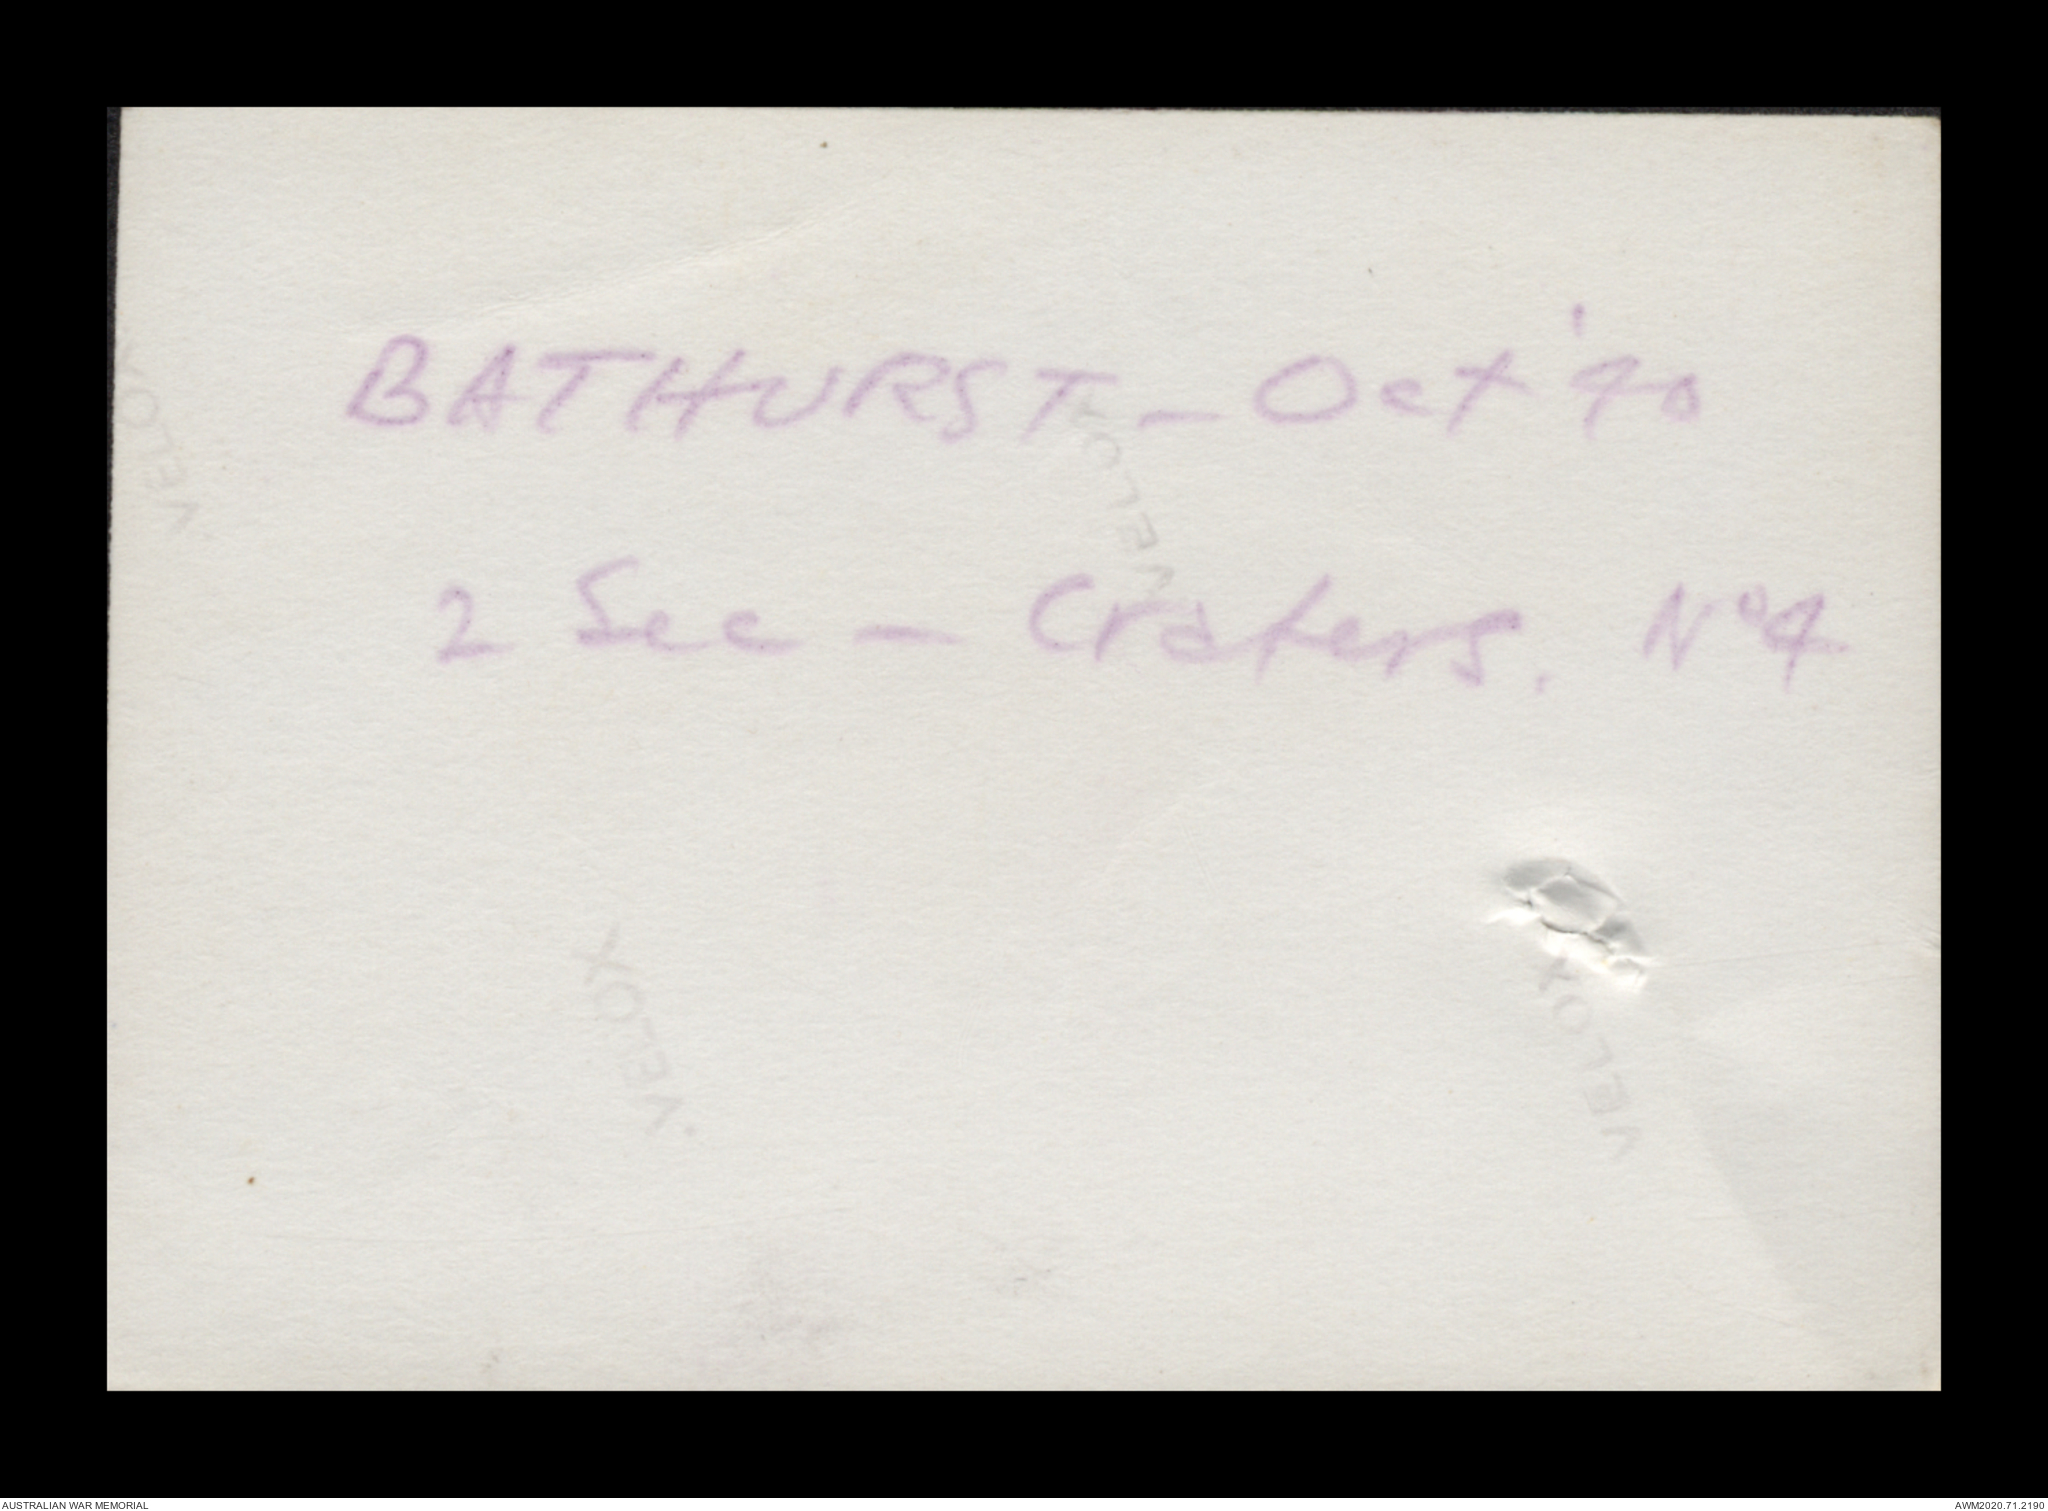 BATHURST - Oct '40
2 Sec - Craters. Nº4
VELOX
VELOX
VELOX
VELOX
AUSTRALIAN WAR MEMORIAL
AWM2020.71.2190